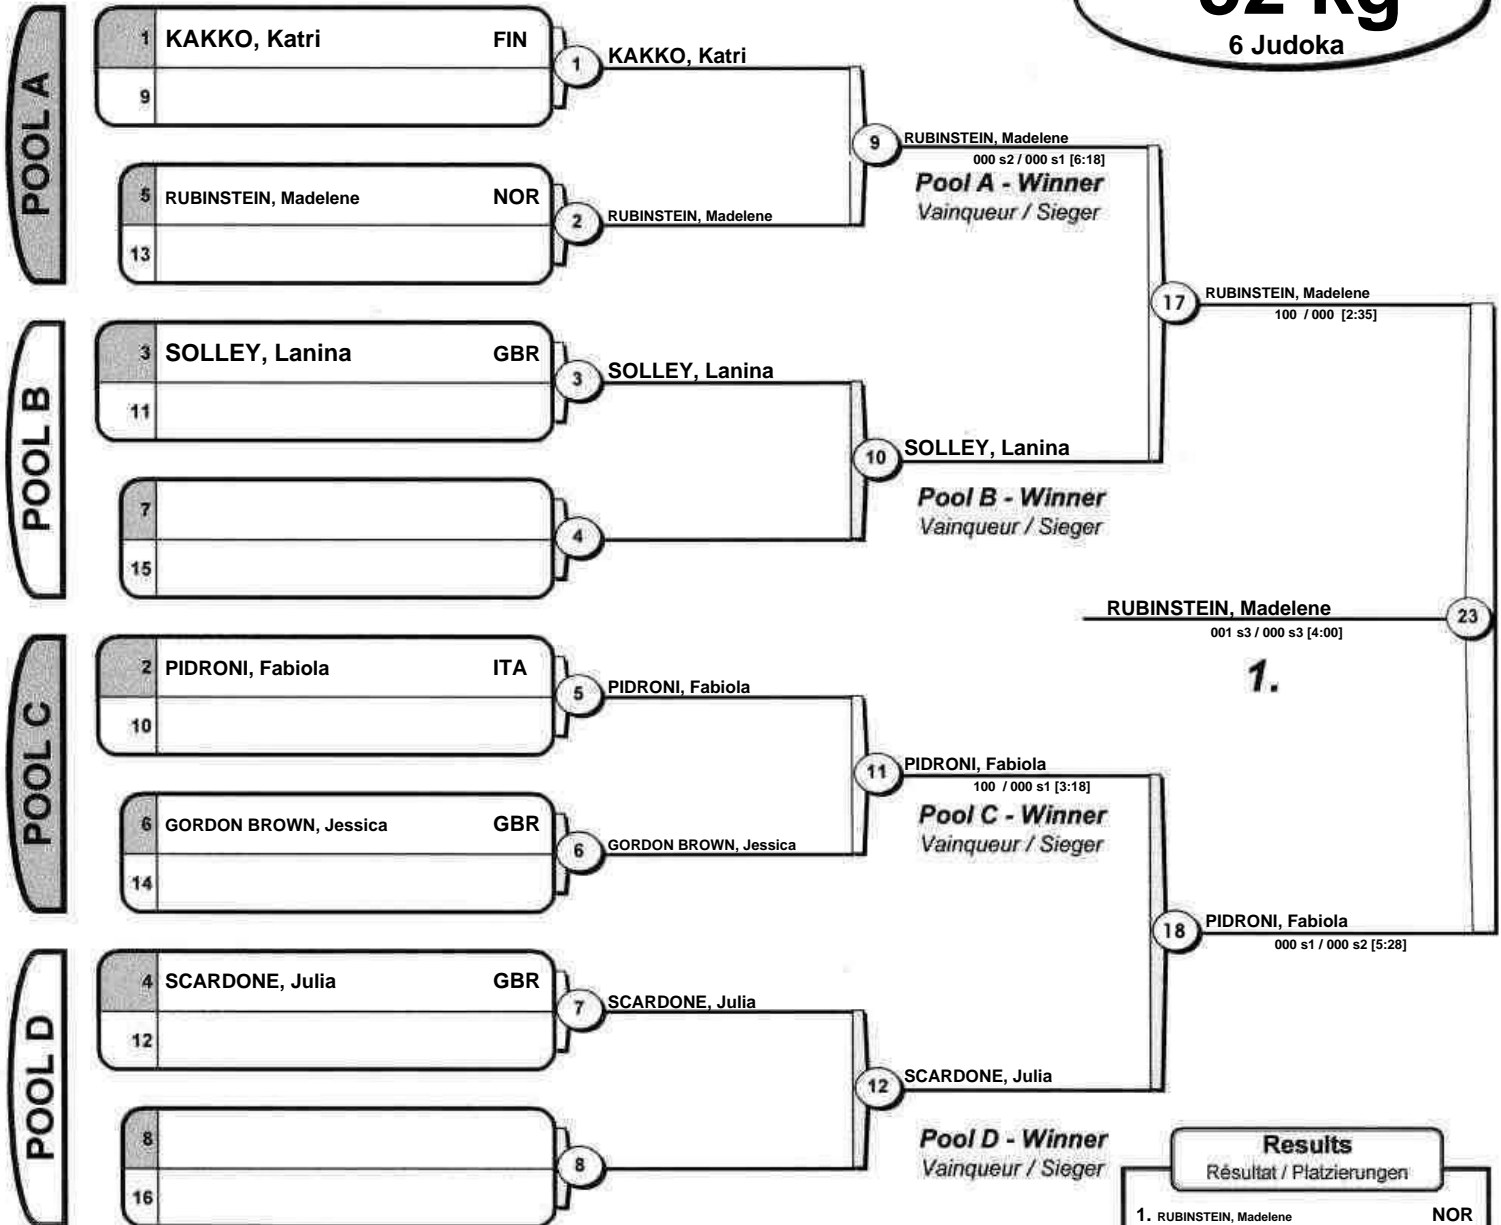 6 Judoka
POOL A
1 KAKKO, Katri FIN
9
1 KAKKO, Katri
5 RUBINSTEIN, Madelene NOR
13
2 RUBINSTEIN, Madelene
9 RUBINSTEIN, Madelene
000 s2 / 000 s1 [6:18]
Pool A - Winner
Vainqueur / Sieger
17 RUBINSTEIN, Madelene
100 / 000 [2:35]
POOL B
3 SOLLEY, Lanina GBR
11
3 SOLLEY, Lanina
7
15
4
10 SOLLEY, Lanina
Pool B - Winner
Vainqueur / Sieger
RUBINSTEIN, Madelene 23
001 s3 / 000 s3 [4:00]
1.
POOL C
2 PIDRONI, Fabiola ITA
10
5 PIDRONI, Fabiola
6 GORDON BROWN, Jessica GBR
14
6 GORDON BROWN, Jessica
11 PIDRONI, Fabiola
100 / 000 s1 [3:18]
Pool C - Winner
Vainqueur / Sieger
18 PIDRONI, Fabiola
000 s1 / 000 s2 [5:28]
POOL D
4 SCARDONE, Julia GBR
12
7 SCARDONE, Julia
8
16
8
12 SCARDONE, Julia
Pool D - Winner
Vainqueur / Sieger
Results
Résultat / Platzierungen
1. RUBINSTEIN, Madelene NOR